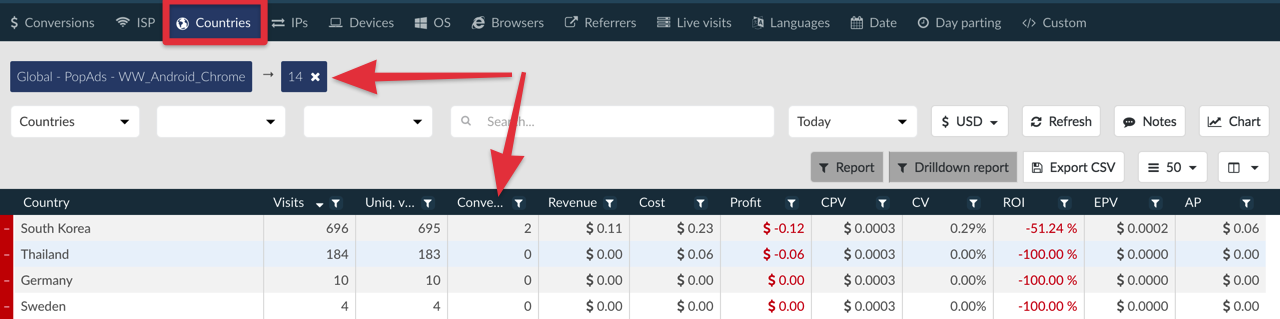 $ Conversions ISP Countries IPs Devices OS Browsers Referrers Live visits Languages Date Day parting </> Custom
Global - PopAds - WW_Android_Chrome → 14 ×
Countries Search... Today $ USD Refresh Notes Chart
Report Drilldown report Export CSV 50
Country Visits Uniq. v... Conve... Revenue Cost Profit CPV CV ROI EPV AP
- South Korea 696 695 2 $ 0.11 $ 0.23 $ -0.12 $ 0.0003 0.29% -51.24 % $ 0.0002 $ 0.06
- Thailand 184 183 0 $ 0.00 $ 0.06 $ -0.06 $ 0.0003 0.00% -100.00 % $ 0.0000 $ 0.00
- Germany 10 10 0 $ 0.00 $ 0.00 $ 0.00 $ 0.0003 0.00% -100.00 % $ 0.0000 $ 0.00
- Sweden 4 4 0 $ 0.00 $ 0.00 $ 0.00 $ 0.0003 0.00% -100.00 % $ 0.0000 $ 0.00